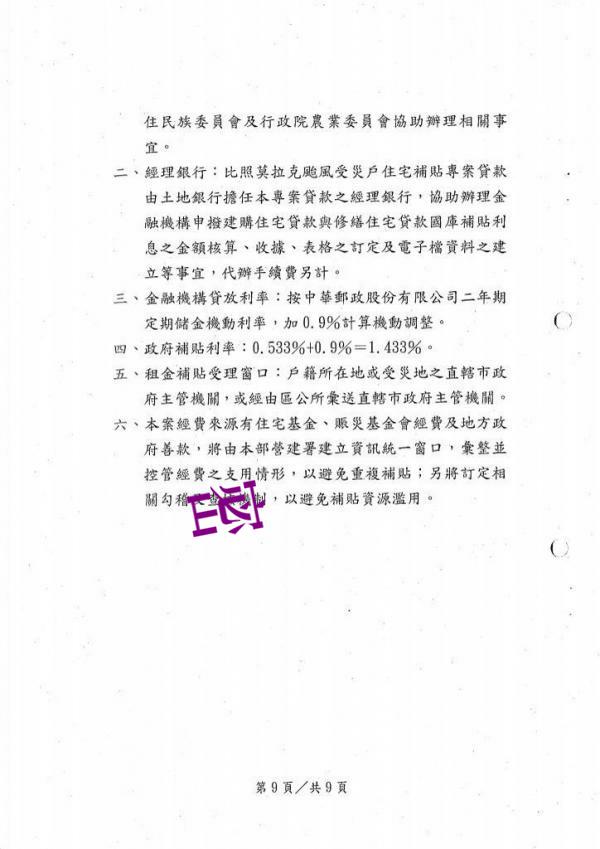 住民族委員會及行政院農業委員會協助辦理相關事
宜。
二、經理銀行：比照莫拉克颱風受災戶住宅補貼專案貸款
由土地銀行擔任本專案貸款之經理銀行，協助辦理金
融機構申撥建購住宅貸款與修繕住宅貸款國庫補貼利
息之金額核算、收據、表格之訂定及電子檔資料之建
立等事宜，代辦手續費另計。
三、金融機構貸放利率：按中華郵政股份有限公司二年期
定期儲金機動利率，加0.9%計算機動調整。
四、政府補貼利率：0.533%+0.9%＝1.433%。
五、租金補貼受理窗口：戶籍所在地或受災地之直轄市政
府主管機關，或經由區公所彙送直轄市政府主管機關。
六、本案經費來源有住宅基金、賑災基金會經費及地方政
府善款，將由本部營建署建立資訊統一窗口，彙整並
控管經費之支用情形，以避免重複補貼；另將訂定相
關勾稽查機制，以避免補貼資源濫用。
第9頁／共9頁